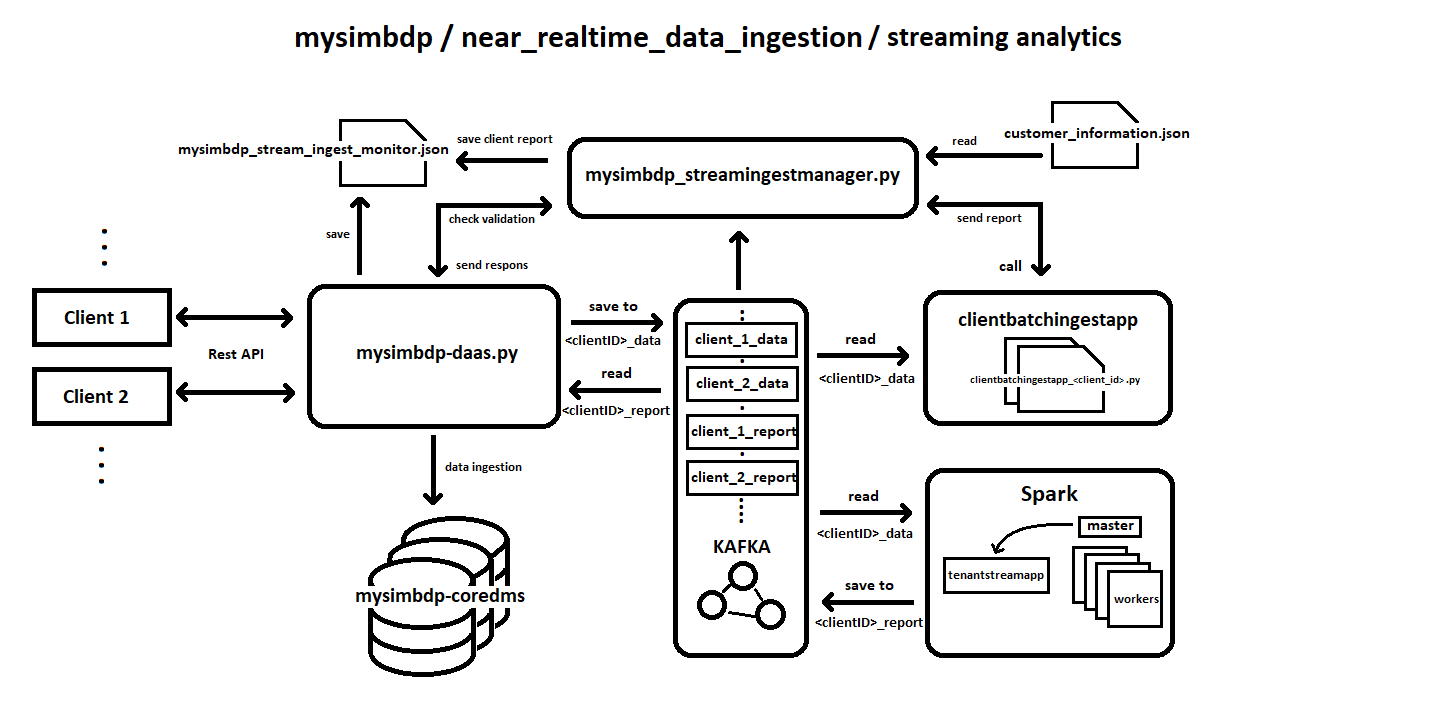 mysimbdp / near_realtime_data_ingestion / streaming analytics
mysimbdp_stream_ingest_monitor.json
save client report
mysimbdp_streamingestmanager.py
read
customer_information.json
save
check validation
send respons
send report
call
Client 1
Rest API
Client 2
mysimbdp-daas.py
save to
<clientID>_data
read
<clientID>_report
data ingestion
mysimbdp-coredms
client_1_data
client_2_data
client_1_report
client_2_report
KAFKA
read
<clientID>_data
clientbatchingestapp
clientbatchingestapp_<client_id>.py
read
<clientID>_data
save to
<clientID>_report
Spark
master
tenantstreamapp
workers